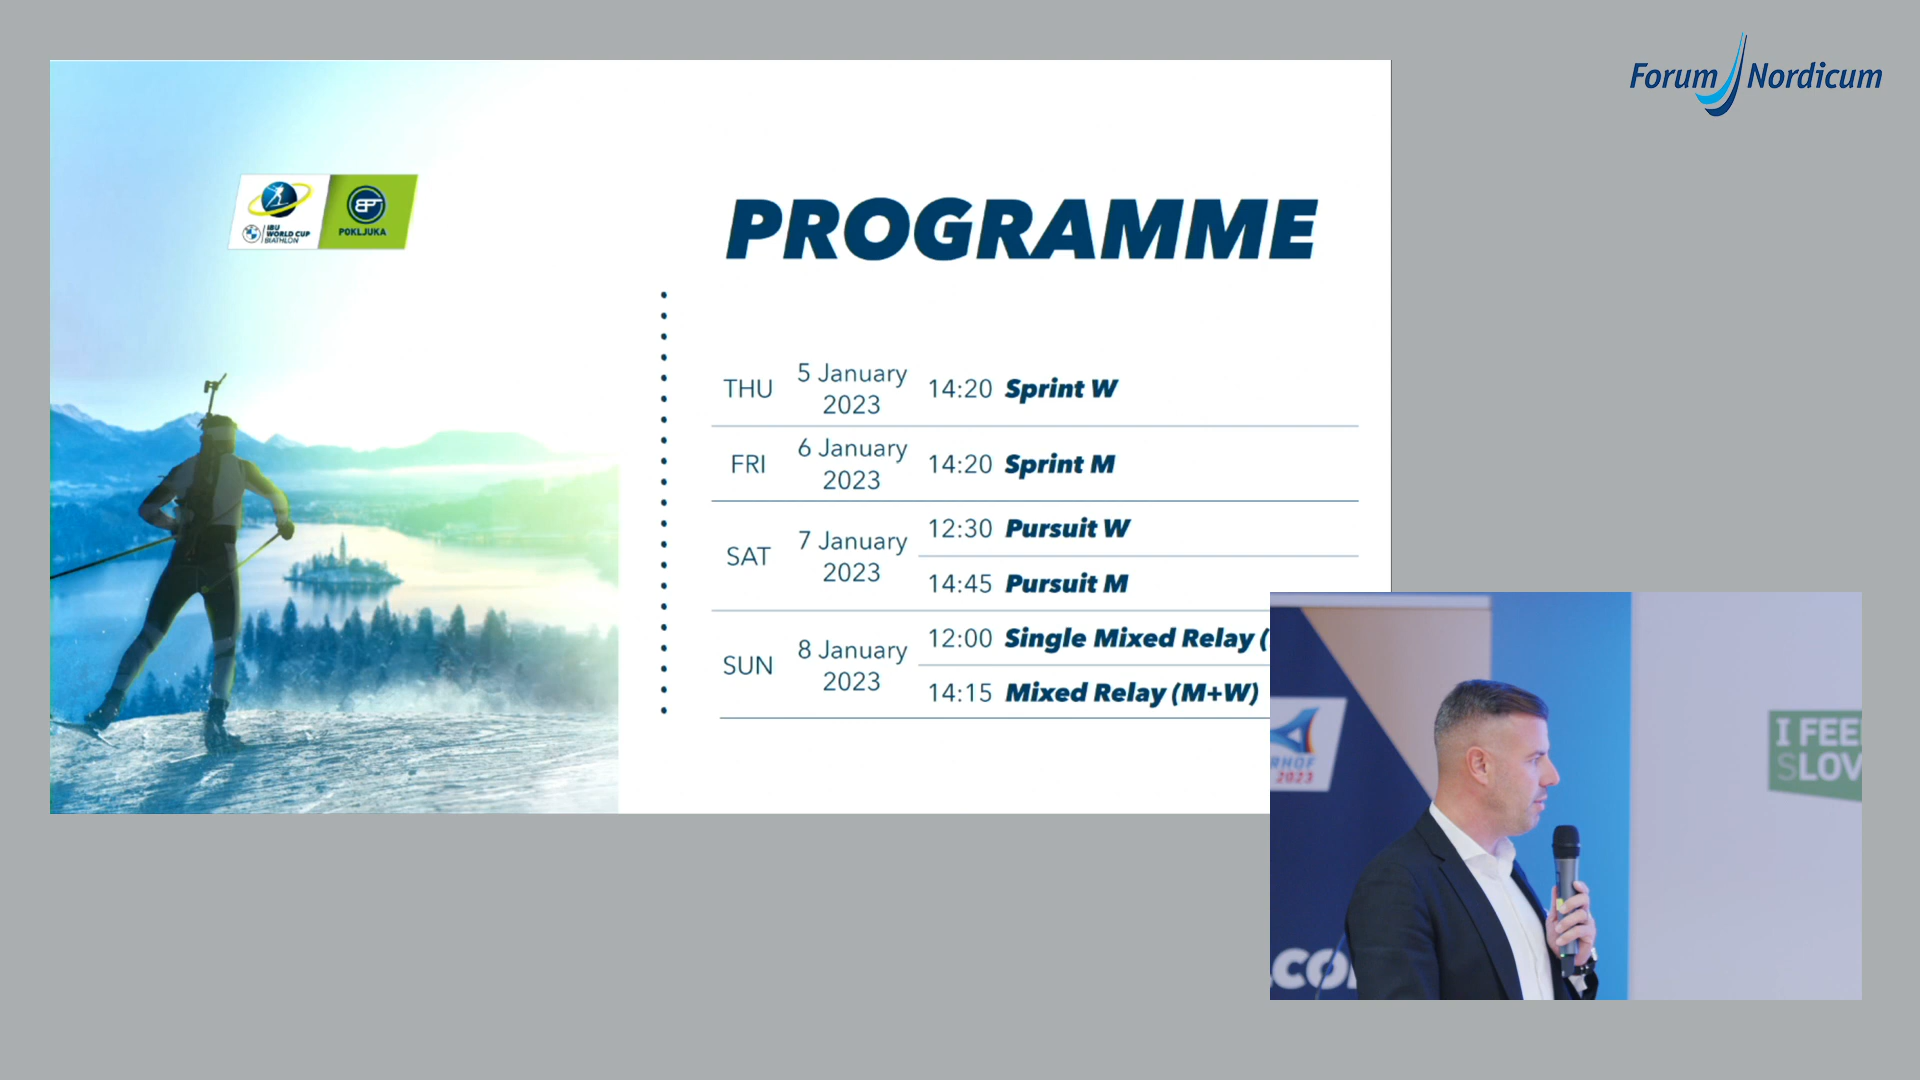 Forum Nordicum
IBU
WORLD CUP
BIATHLON
POKLJUKA
PROGRAMME
THU 5 January 2023 14:20 Sprint W
FRI 6 January 2023 14:20 Sprint M
SAT 7 January 2023 12:30 Pursuit W
14:45 Pursuit M
SUN 8 January 2023 12:00 Single Mixed Relay (
14:15 Mixed Relay (M+W)
RHOF
2023
I FEE
SLOV
.CO